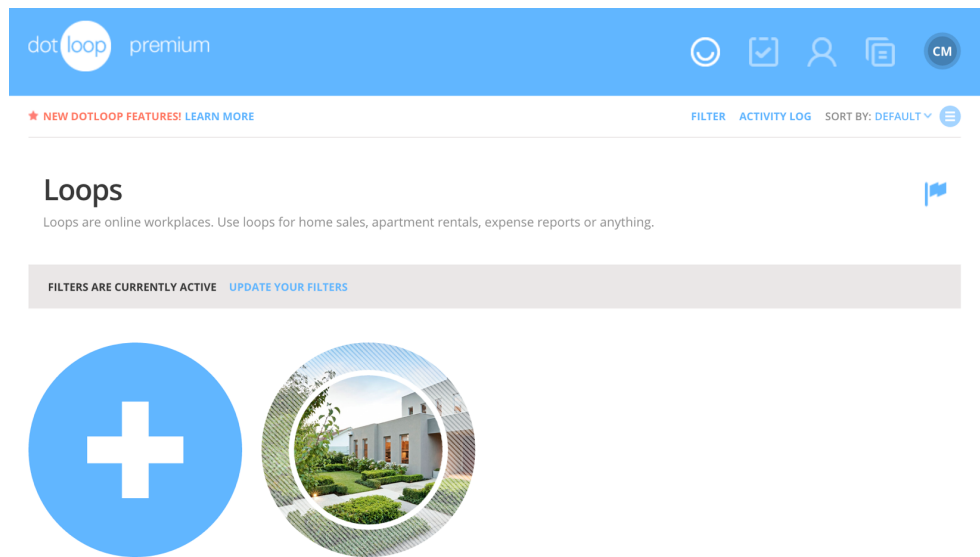 dot loop premium
CM
NEW DOTLOOP FEATURES! LEARN MORE
FILTER ACTIVITY LOG SORT BY: DEFAULT
Loops
Loops are online workplaces. Use loops for home sales, apartment rentals, expense reports or anything.
FILTERS ARE CURRENTLY ACTIVE UPDATE YOUR FILTERS